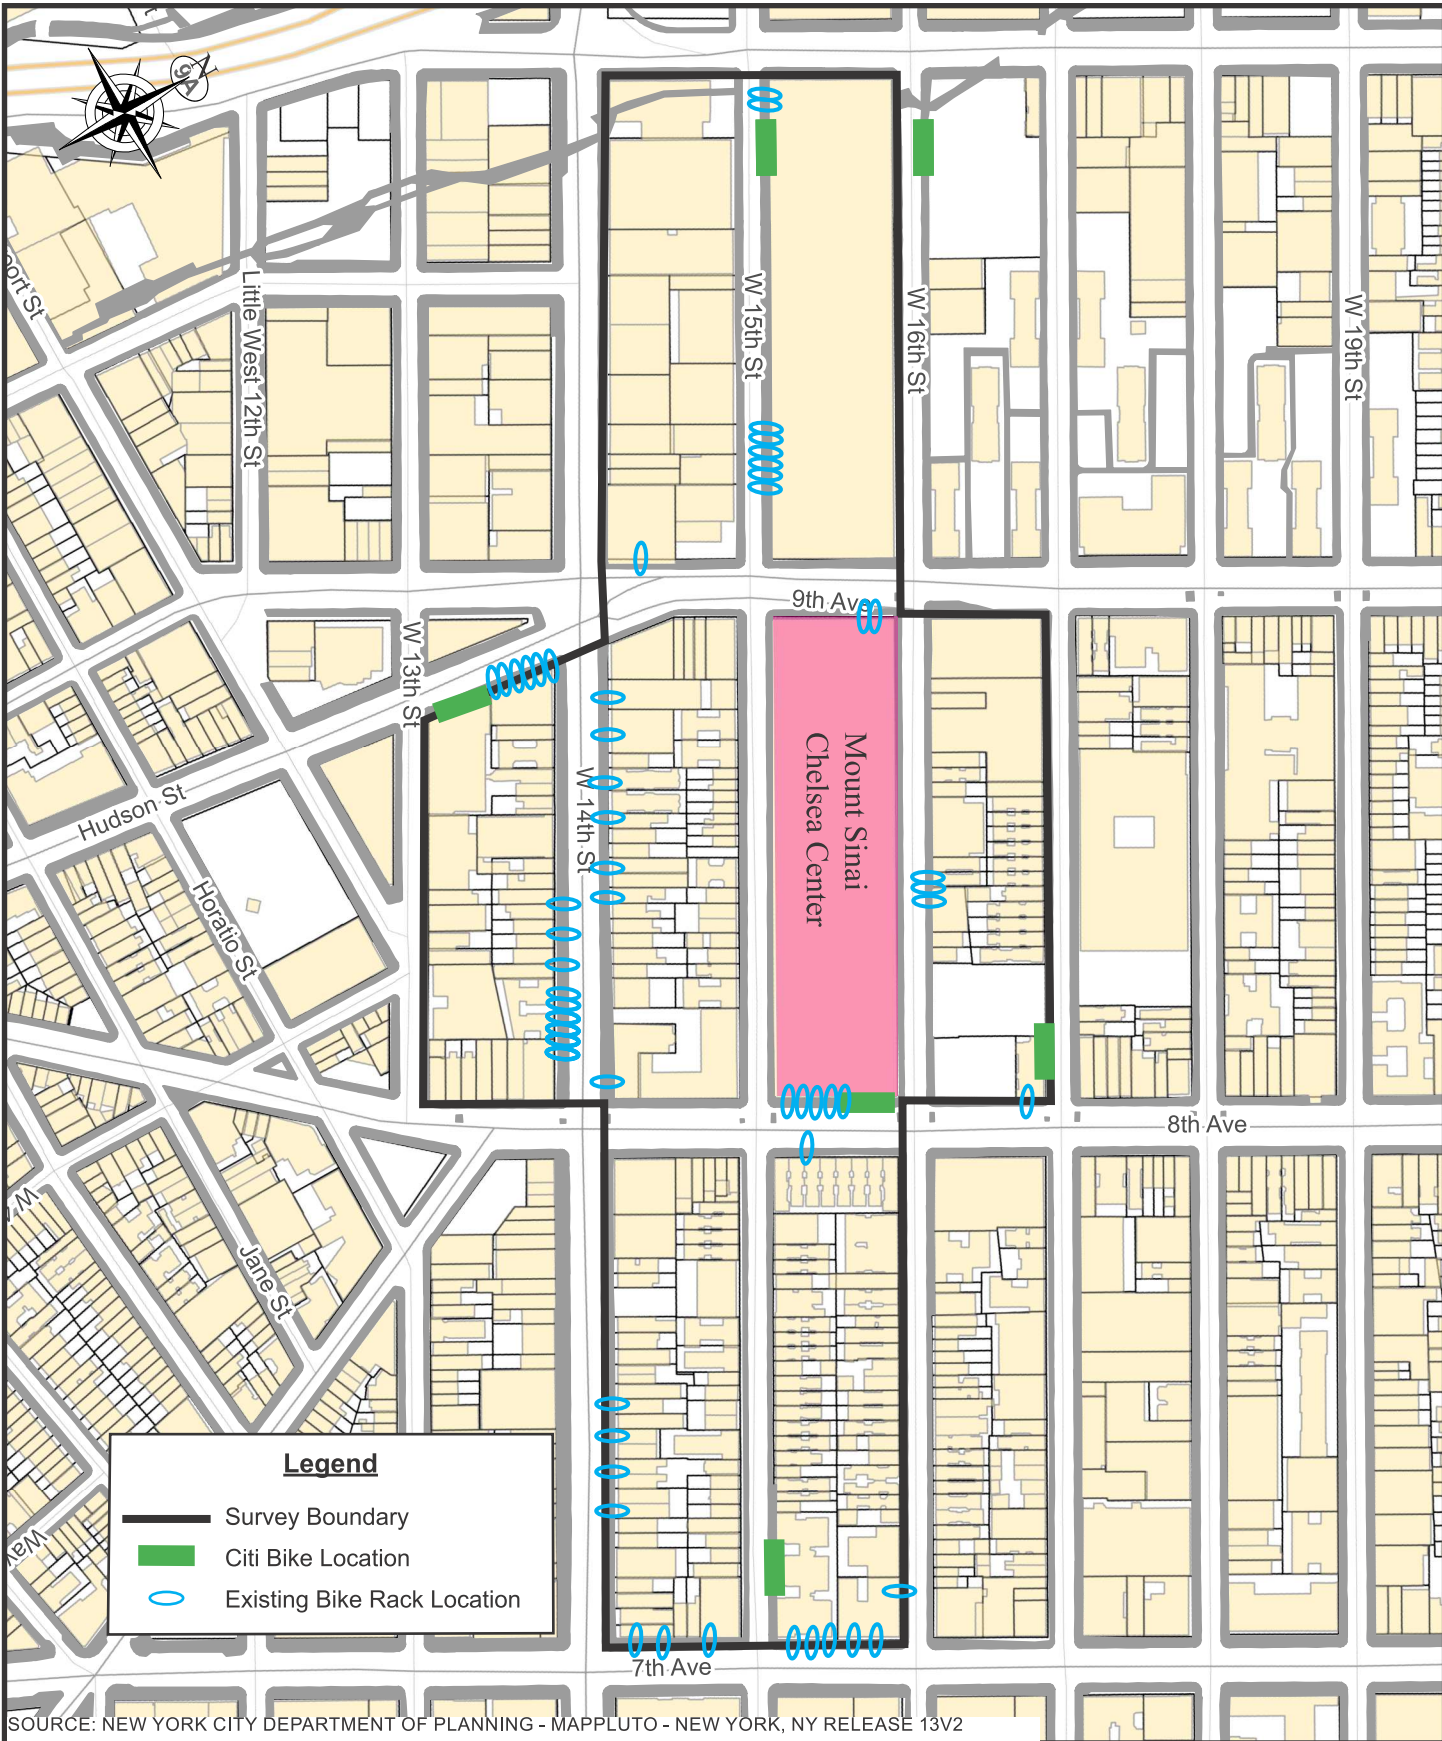 N
9A
Little West 12th St
W 15th St
W 16th St
W 19th St
9th Ave
W 13th St
Mount Sinai
Chelsea Center
W 14th St
Hudson St
Horatio St
8th Ave
Jane St
Legend
Survey Boundary
Citi Bike Location
Existing Bike Rack Location
7th Ave
SOURCE: NEW YORK CITY DEPARTMENT OF PLANNING - MAPPLUTO - NEW YORK, NY RELEASE 13V2